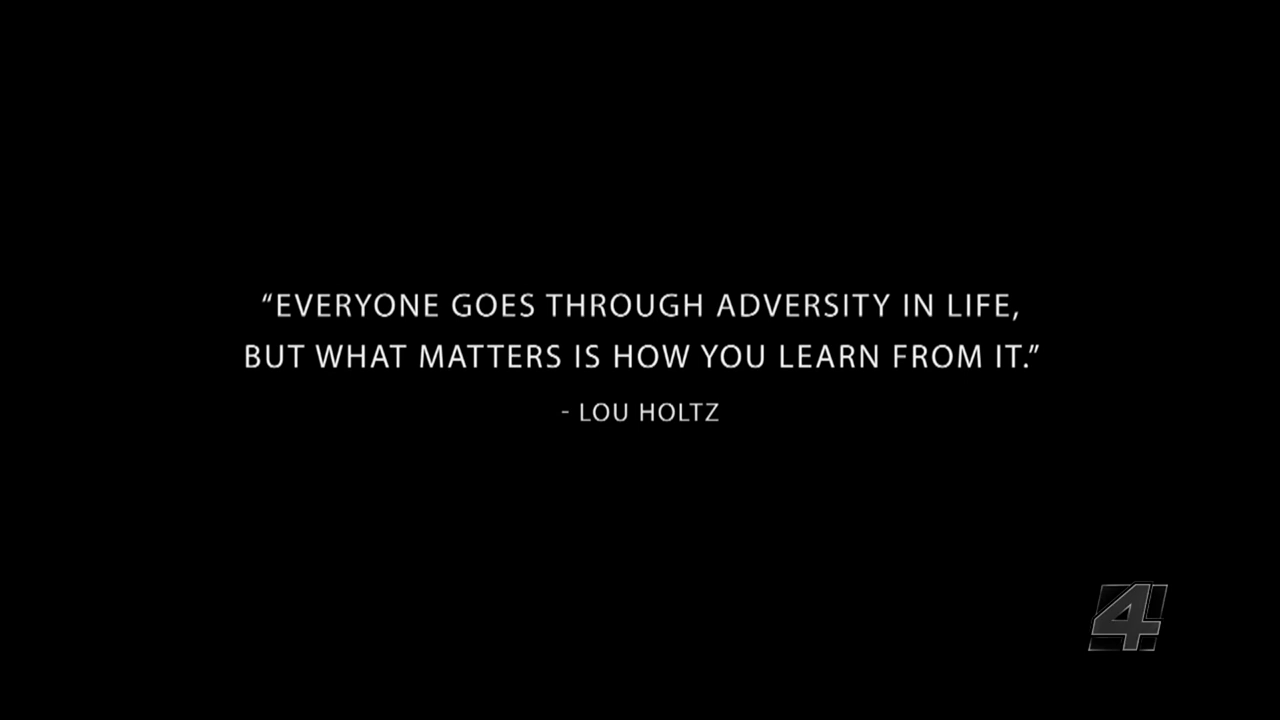 “EVERYONE GOES THROUGH ADVERSITY IN LIFE,
BUT WHAT MATTERS IS HOW YOU LEARN FROM IT.”
- LOU HOLTZ
4